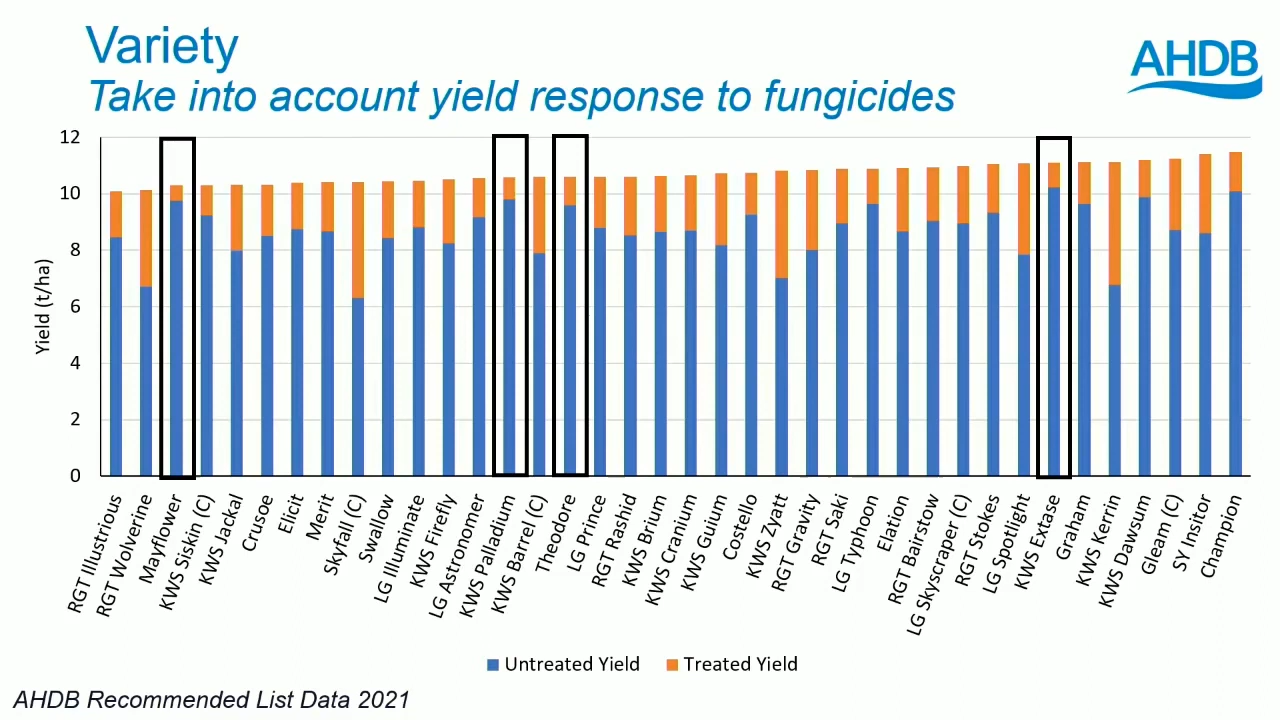 Variety
Take into account yield response to fungicides
AHDB
12
10
8
6
4
2
0
Yield (t/ha)
RGT Illustrious
RGT Wolverine
Mayflower
KWS Siskin (C)
KWS Jackal
Crusoe
Elicit
Merit
Skyfall (C)
Swallow
LG Illuminate
KWS Firefly
LG Astronomer
KWS Palladium
KWS Barrel (C)
Theodore
LG Prince
RGT Rashid
KWS Brium
KWS Cranium
KWS Guium
Costello
KWS Zyatt
RGT Gravity
RGT Saki
LG Typhoon
Elation
RGT Bairstow
LG Skyscraper (C)
RGT Stokes
LG Spotlight
KWS Extase
Graham
KWS Kerrin
KWS Dawsum
Gleam (C)
SY Insitor
Champion
Untreated Yield
Treated Yield
AHDB Recommended List Data 2021